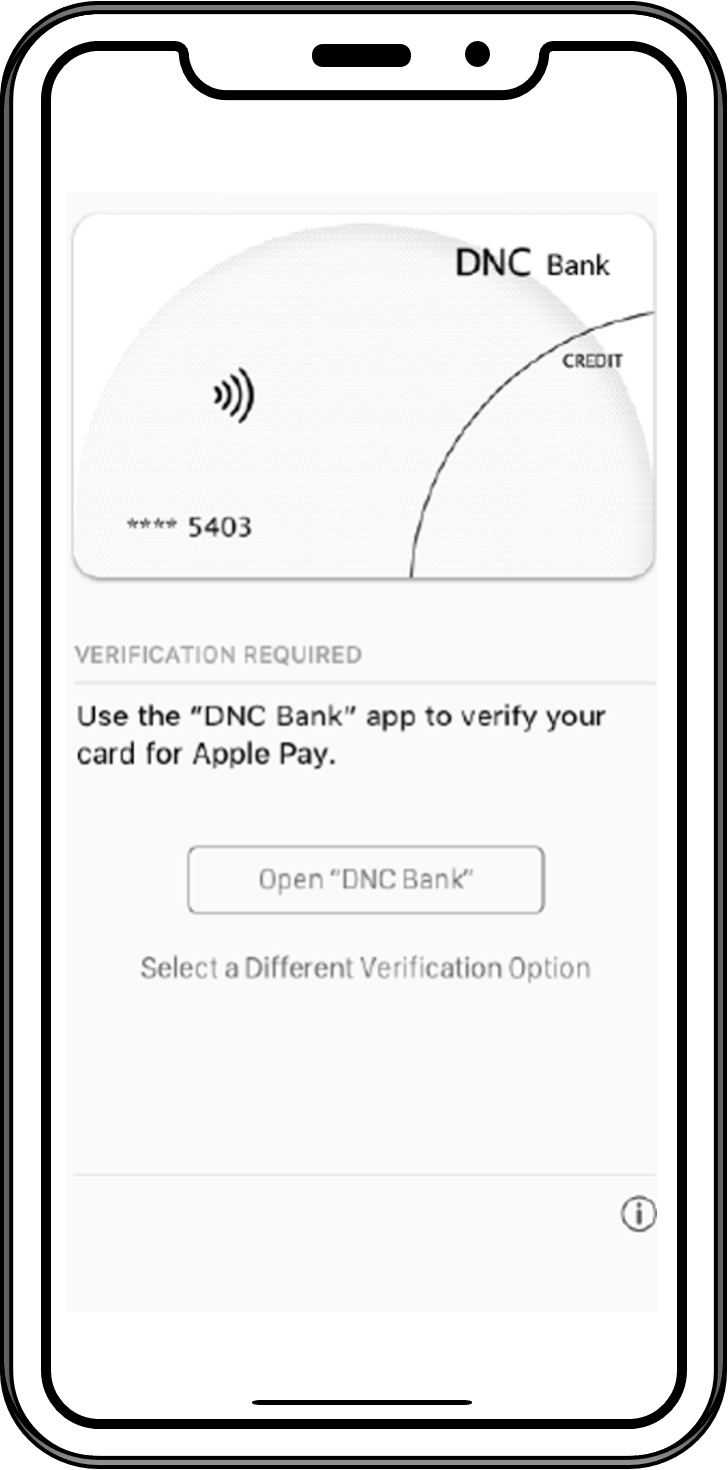 DNC Bank
CREDIT
**** 5403
VERIFICATION REQUIRED
Use the “DNC Bank” app to verify your
card for Apple Pay.
Open “DNC Bank”
Select a Different Verification Option